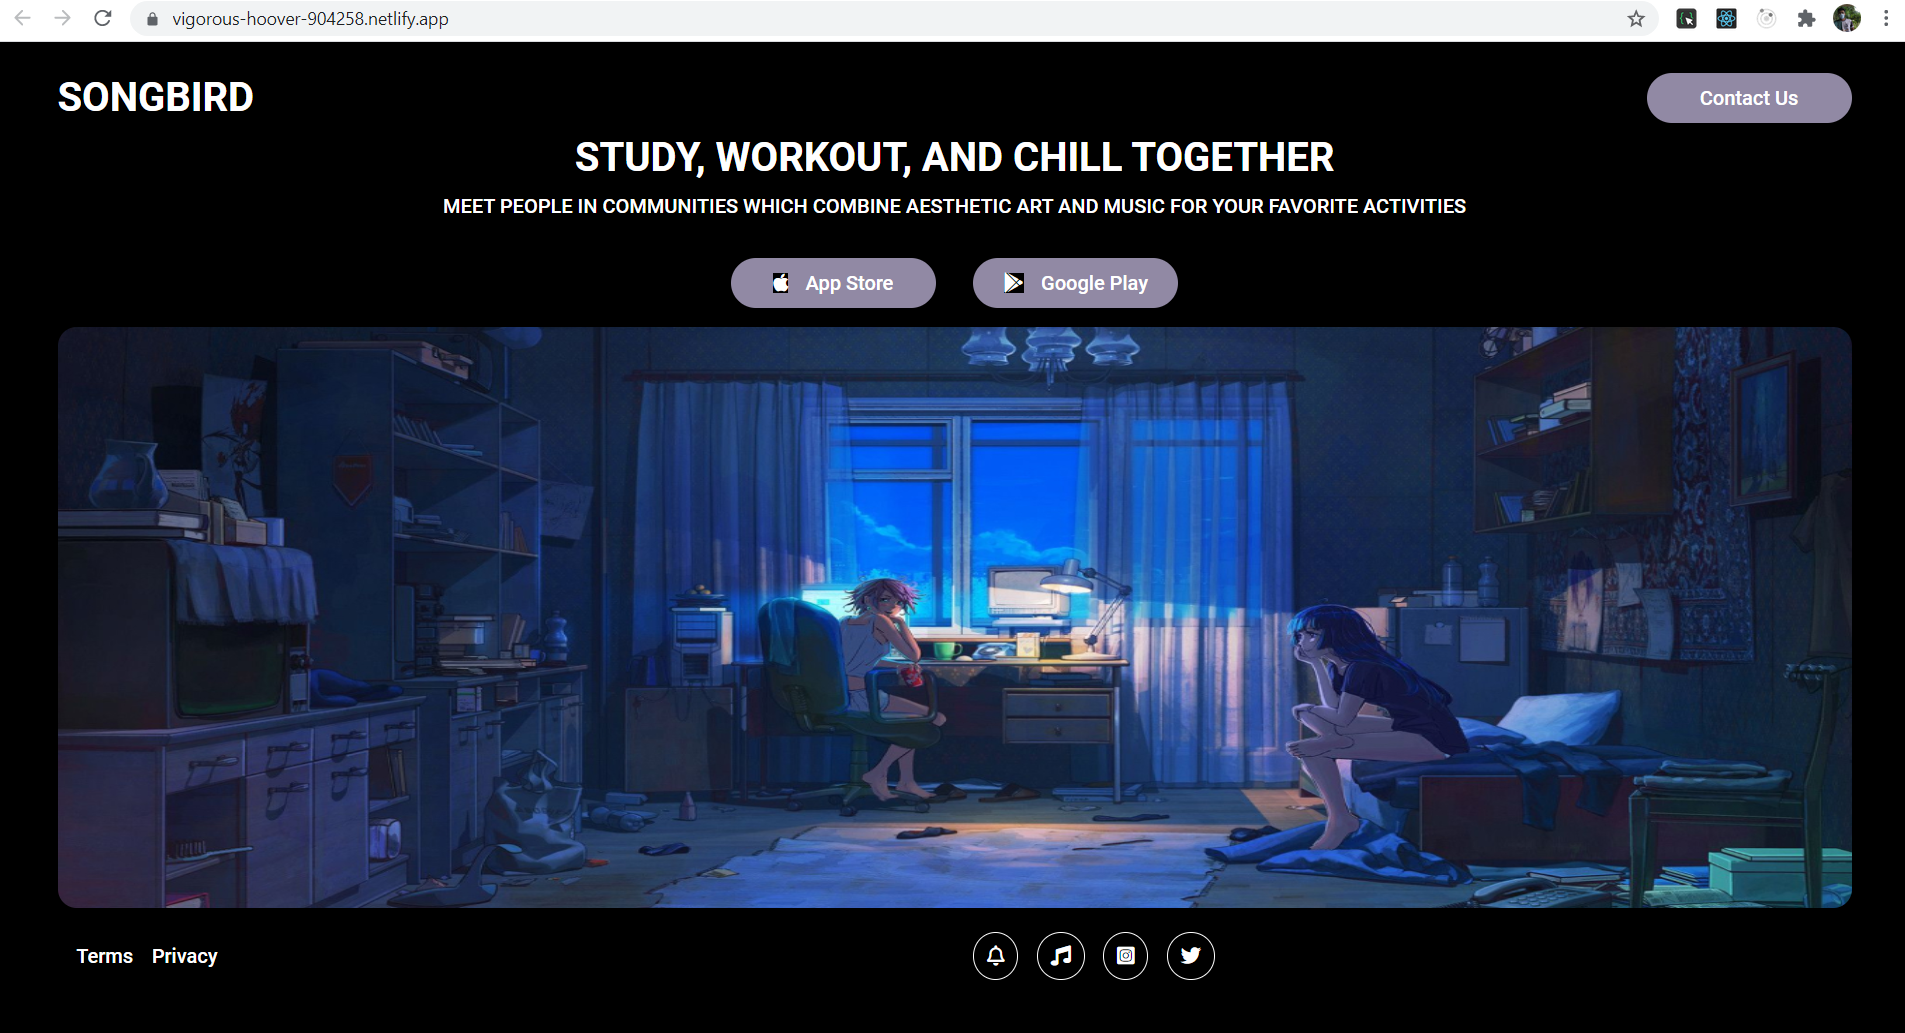 vigorous-hoover-904258.netlify.app
SONGBIRD
Contact Us
STUDY, WORKOUT, AND CHILL TOGETHER
MEET PEOPLE IN COMMUNITIES WHICH COMBINE AESTHETIC ART AND MUSIC FOR YOUR FAVORITE ACTIVITIES
App Store
Google Play
Terms
Privacy